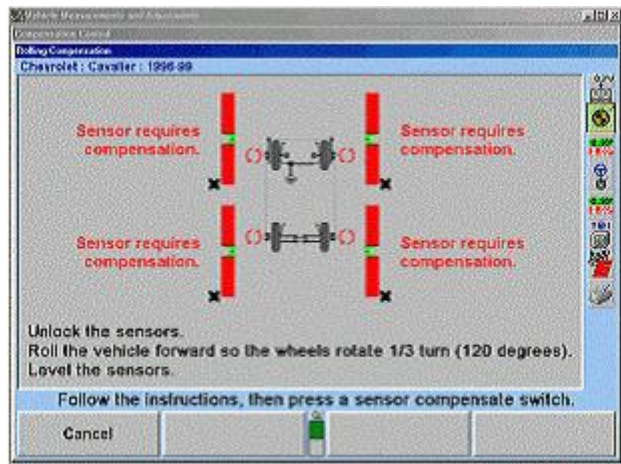 Vehicle Measurements and Adjustments
Compensation Control
Rolling Compensation
Chevrolet : Cavalier : 1996-99
Sensor requires
compensation.
Sensor requires
compensation.
Sensor requires
compensation.
Sensor requires
compensation.
Unlock the sensors.
Roll the vehicle forward so the wheels rotate 1/3 turn (120 degrees).
Level the sensors.
Follow the instructions, then press a sensor compensate switch.
Cancel